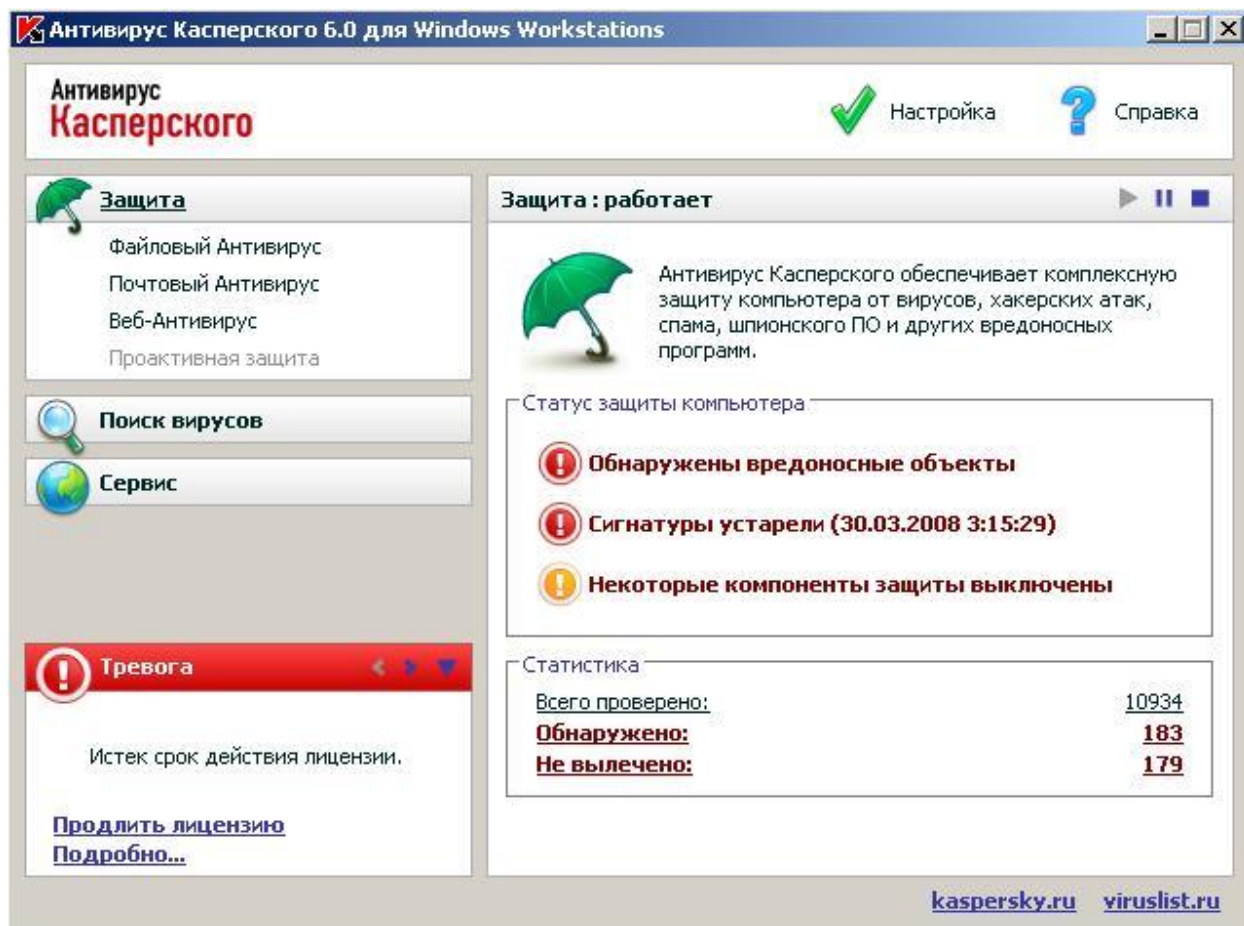 Антивирус Касперского 6.0 для Windows Workstations
Антивирус
Касперского
Настройка
Справка
Защита
Файловый Антивирус
Почтовый Антивирус
Веб-Антивирус
Проактивная защита
Поиск вирусов
Сервис
Тревога
Истек срок действия лицензии.
Продлить лицензию
Подробно...
Защита : работает
Антивирус Касперского обеспечивает комплексную
защиту компьютера от вирусов, хакерских атак,
спама, шпионского ПО и других вредоносных
программ.
Статус защиты компьютера
Обнаружены вредоносные объекты
Сигнатуры устарели (30.03.2008 3:15:29)
Некоторые компоненты защиты выключены
Статистика
Всего проверено: 10934
Обнаружено: 183
Не вылечено: 179
kaspersky.ru viruslist.ru